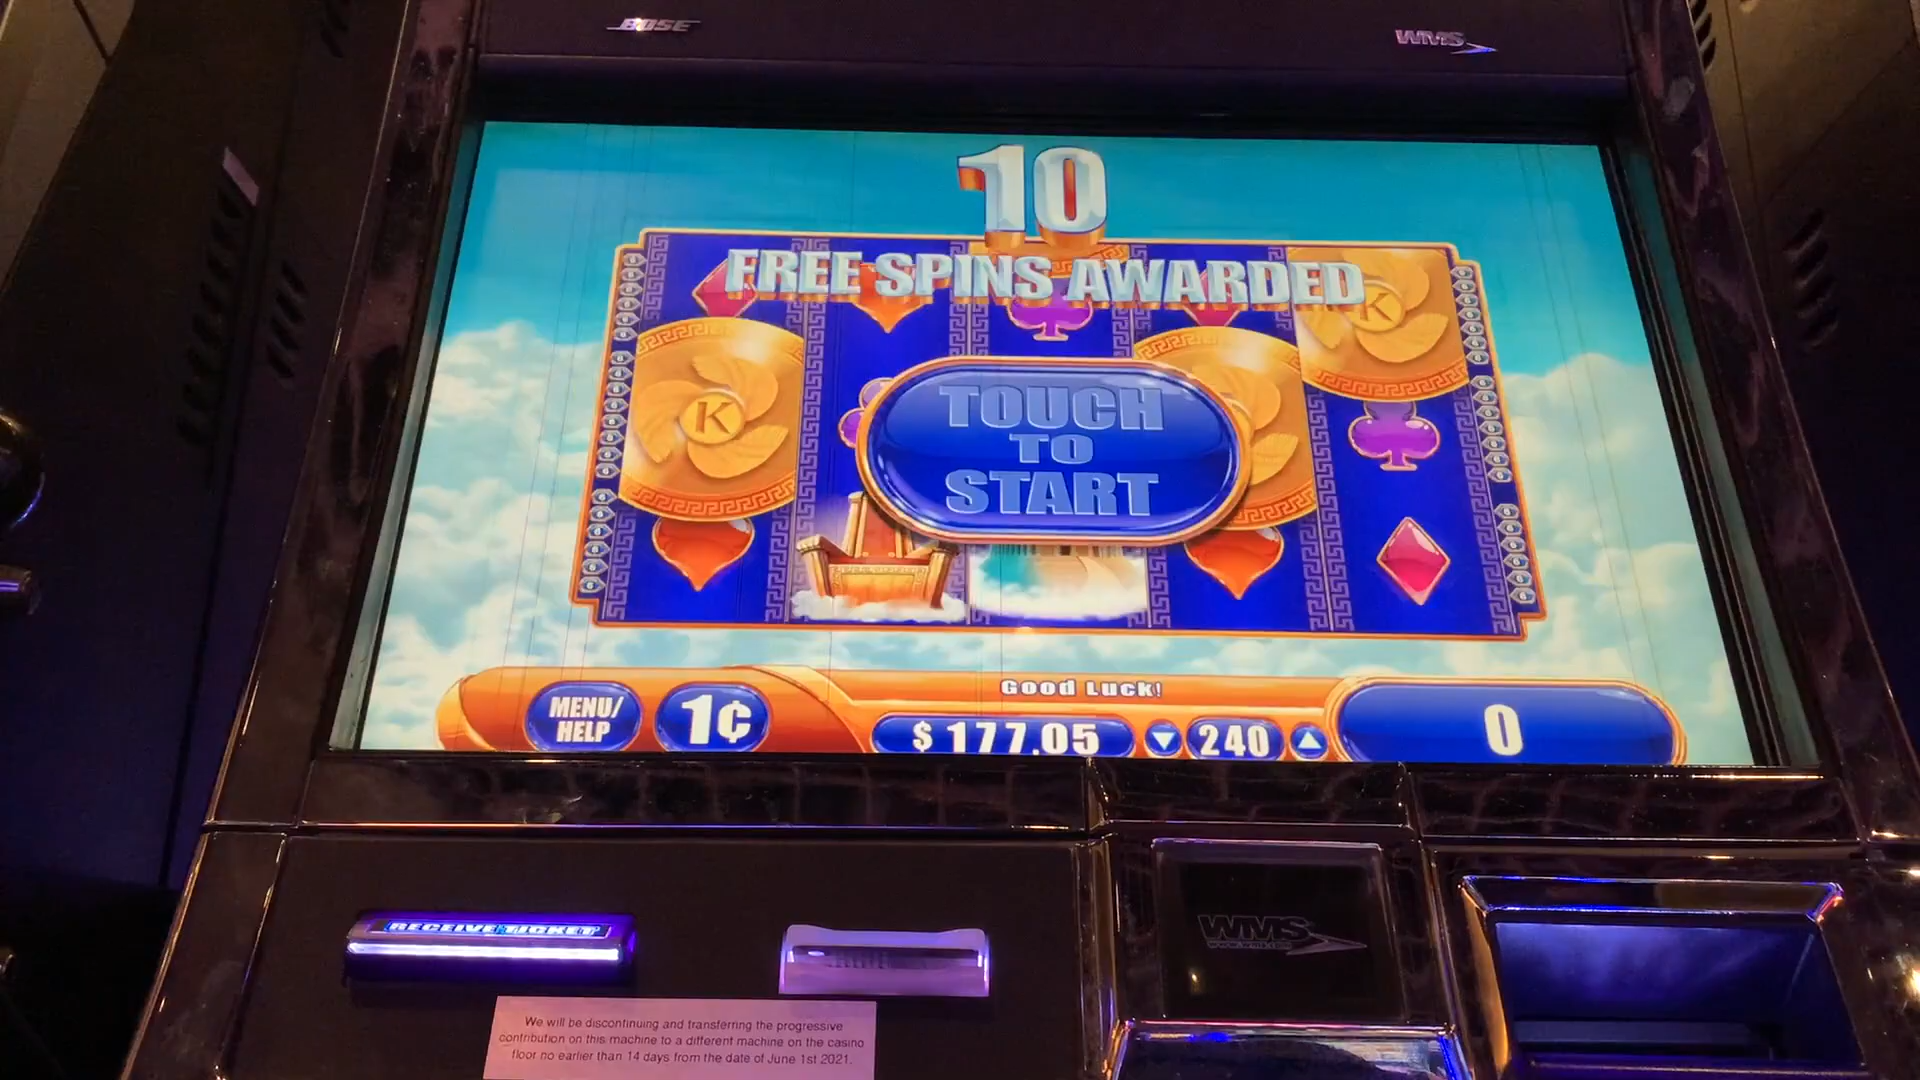 BOSE
WMS
10
FREE SPINS AWARDED
K
K
TOUCH
TO
START
Good Luck!
MENU/
HELP
1¢
$ 177.05
240
0
RECEIVE TICKET
WMS
We will be discontinuing and transferring the progressive
contribution on this machine to a different machine on the casino
floor no earlier than 14 days from the date of June 1st 2021.